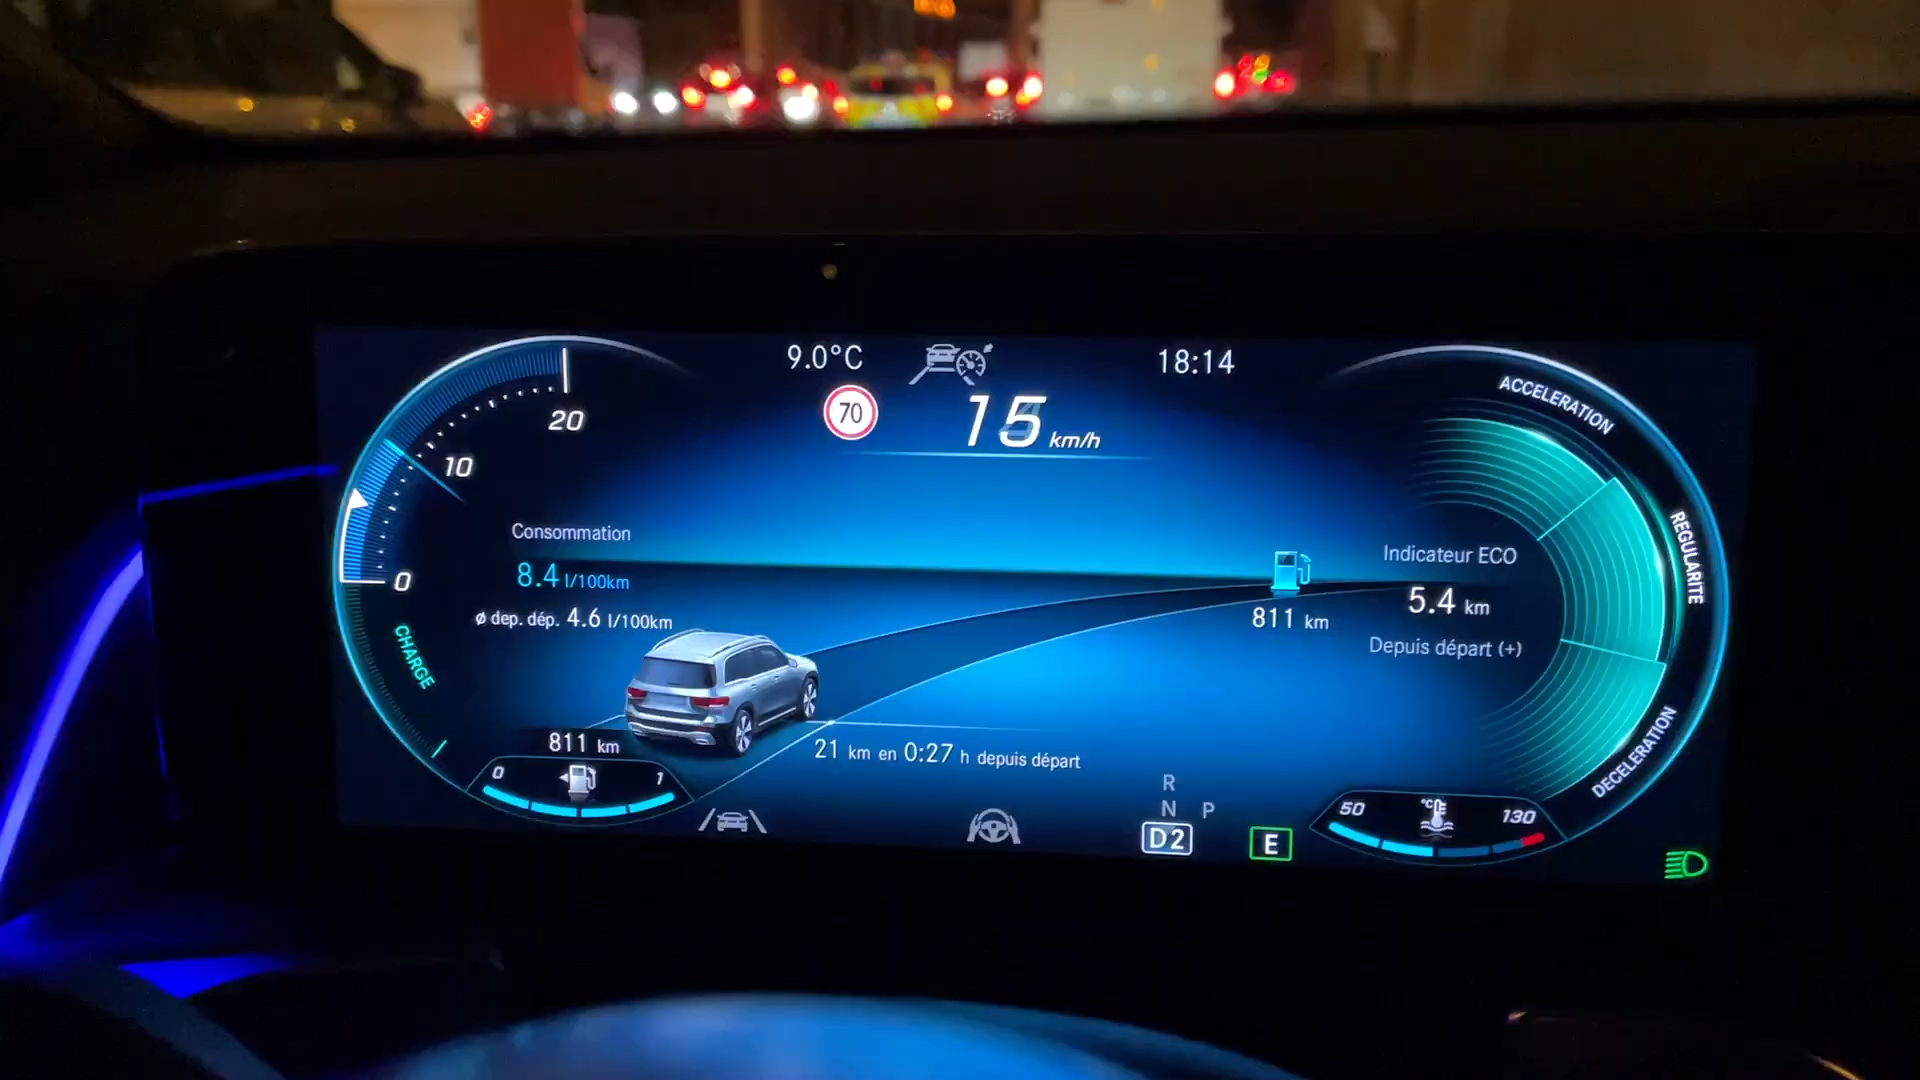 9.0°C
18:14
70
15 km/h
20
10
0
CHARGE
Consommation
8.4 l/100km
ø dep. dép. 4.6 l/100km
811 km
Indicateur ECO
5.4 km
Depuis départ (+)
ACCELERATION
REGULARITE
DECELERATION
811 km
0
1
21 km en 0:27 h depuis départ
R
N P
D2
E
50
°C
130